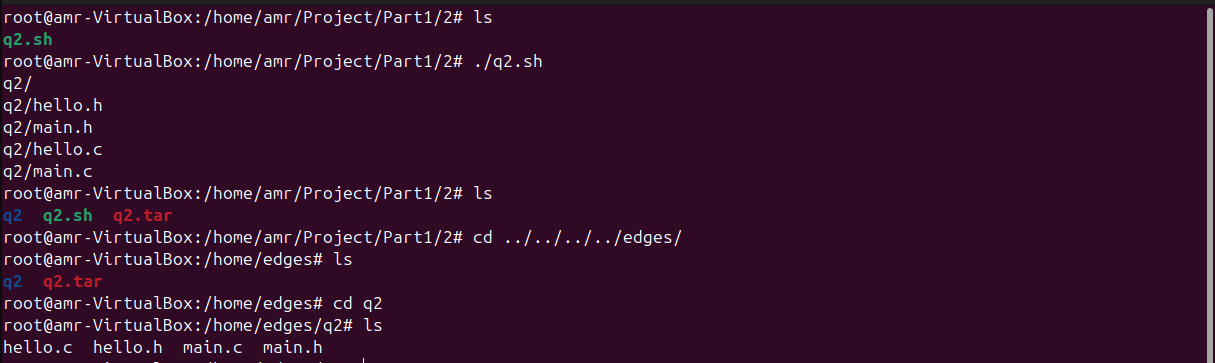 root@amr-VirtualBox:/home/amr/Project/Part1/2# ls
q2.sh
root@amr-VirtualBox:/home/amr/Project/Part1/2# ./q2.sh
q2/
q2/hello.h
q2/main.h
q2/hello.c
q2/main.c
root@amr-VirtualBox:/home/amr/Project/Part1/2# ls
q2  q2.sh  q2.tar
root@amr-VirtualBox:/home/amr/Project/Part1/2# cd ../../../../edges/
root@amr-VirtualBox:/home/edges# ls
q2  q2.tar
root@amr-VirtualBox:/home/edges# cd q2
root@amr-VirtualBox:/home/edges/q2# ls
hello.c  hello.h  main.c  main.h